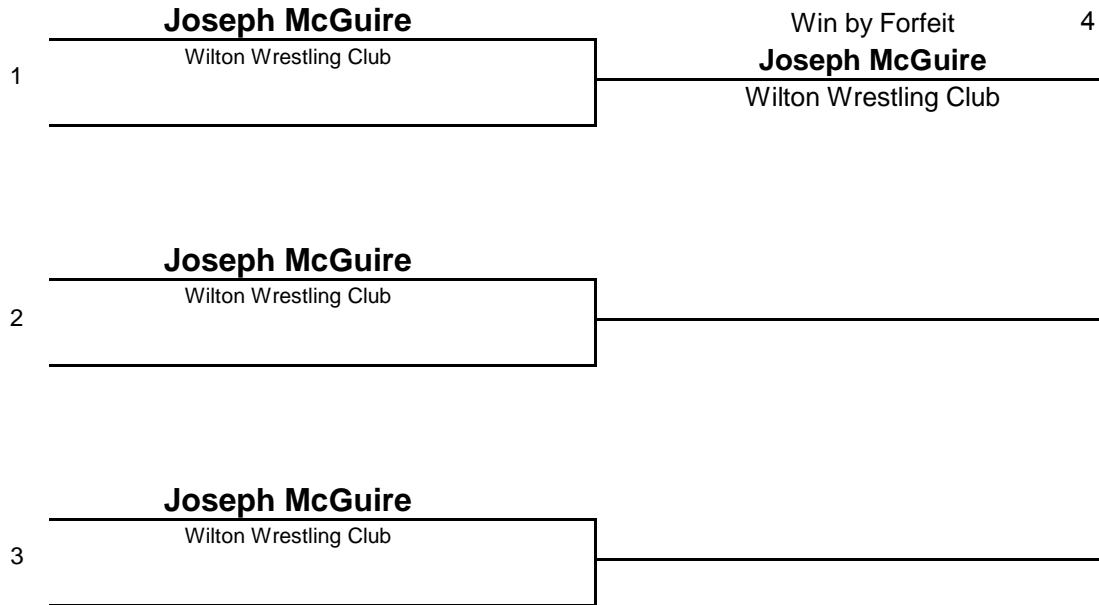 Joseph McGuire
Wilton Wrestling Club
1
Win by Forfeit 4
Joseph McGuire
Wilton Wrestling Club
Joseph McGuire
Wilton Wrestling Club
2
Joseph McGuire
Wilton Wrestling Club
3